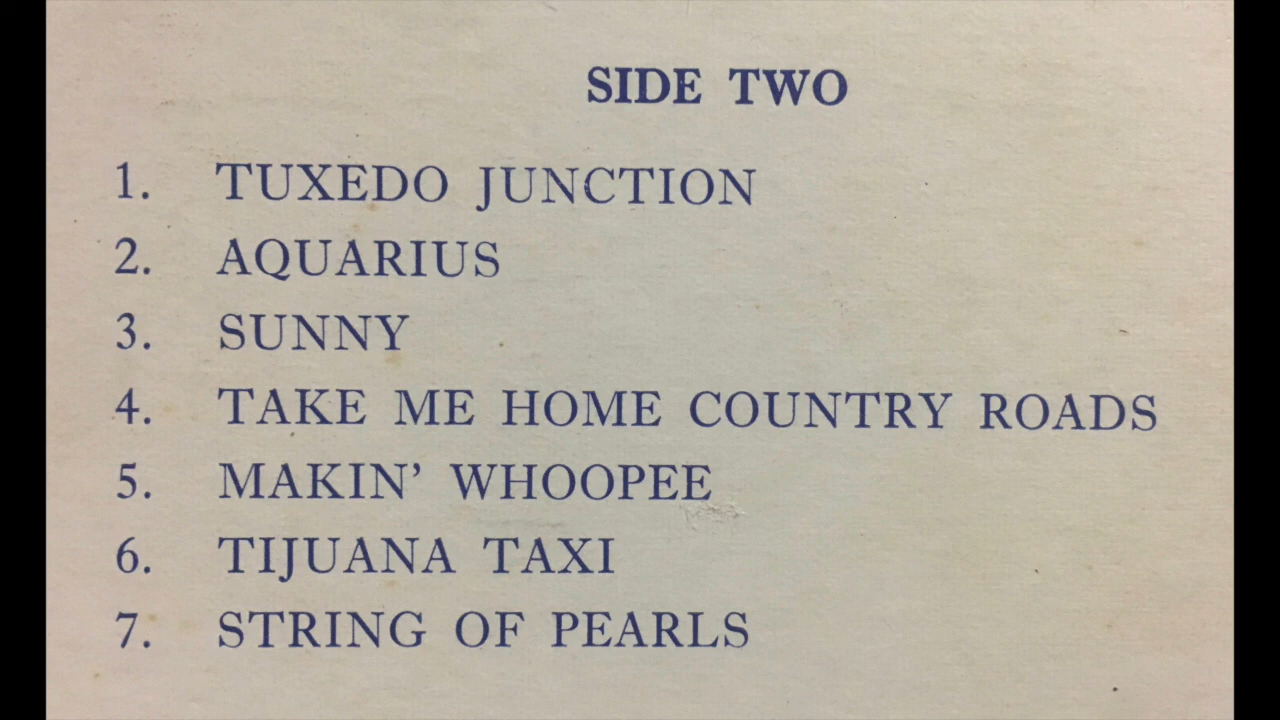 SIDE TWO
1. TUXEDO JUNCTION
2. AQUARIUS
3. SUNNY
4. TAKE ME HOME COUNTRY ROADS
5. MAKIN’ WHOOPEE
6. TIJUANA TAXI
7. STRING OF PEARLS